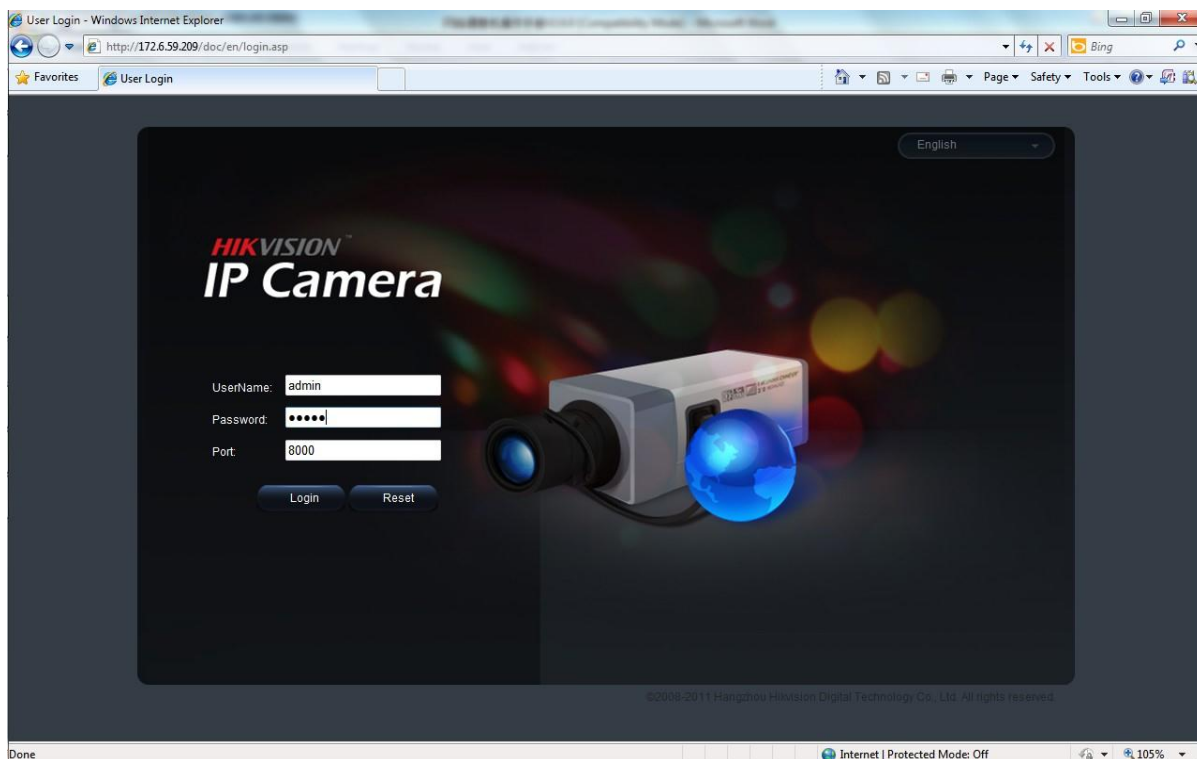 User Login - Windows Internet Explorer
http://172.6.59.209/doc/en/login.asp
Bing
Favorites
User Login
Page
Safety
Tools
English
HIKVISION™
IP Camera
UserName:
admin
Password:
•••••
Port:
8000
Login
Reset
©2008-2011 Hangzhou Hikvision Digital Technology Co., Ltd. All rights reserved.
Done
Internet | Protected Mode: Off
105%